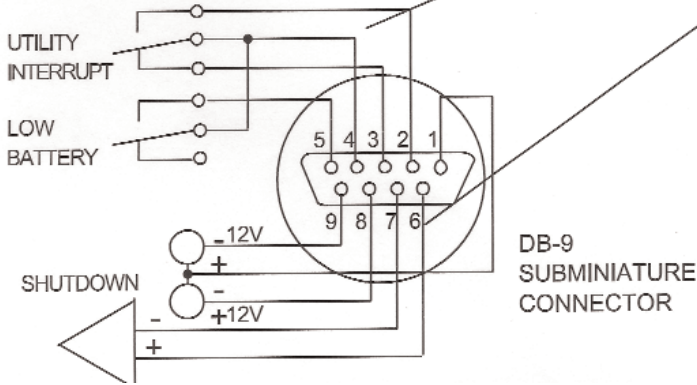 UTILITY
INTERRUPT
LOW
BATTERY
5 4 3 2 1
9 8 7 6
-12V
+
-
+12V
SHUTDOWN
-
+
DB-9
SUBMINIATURE
CONNECTOR